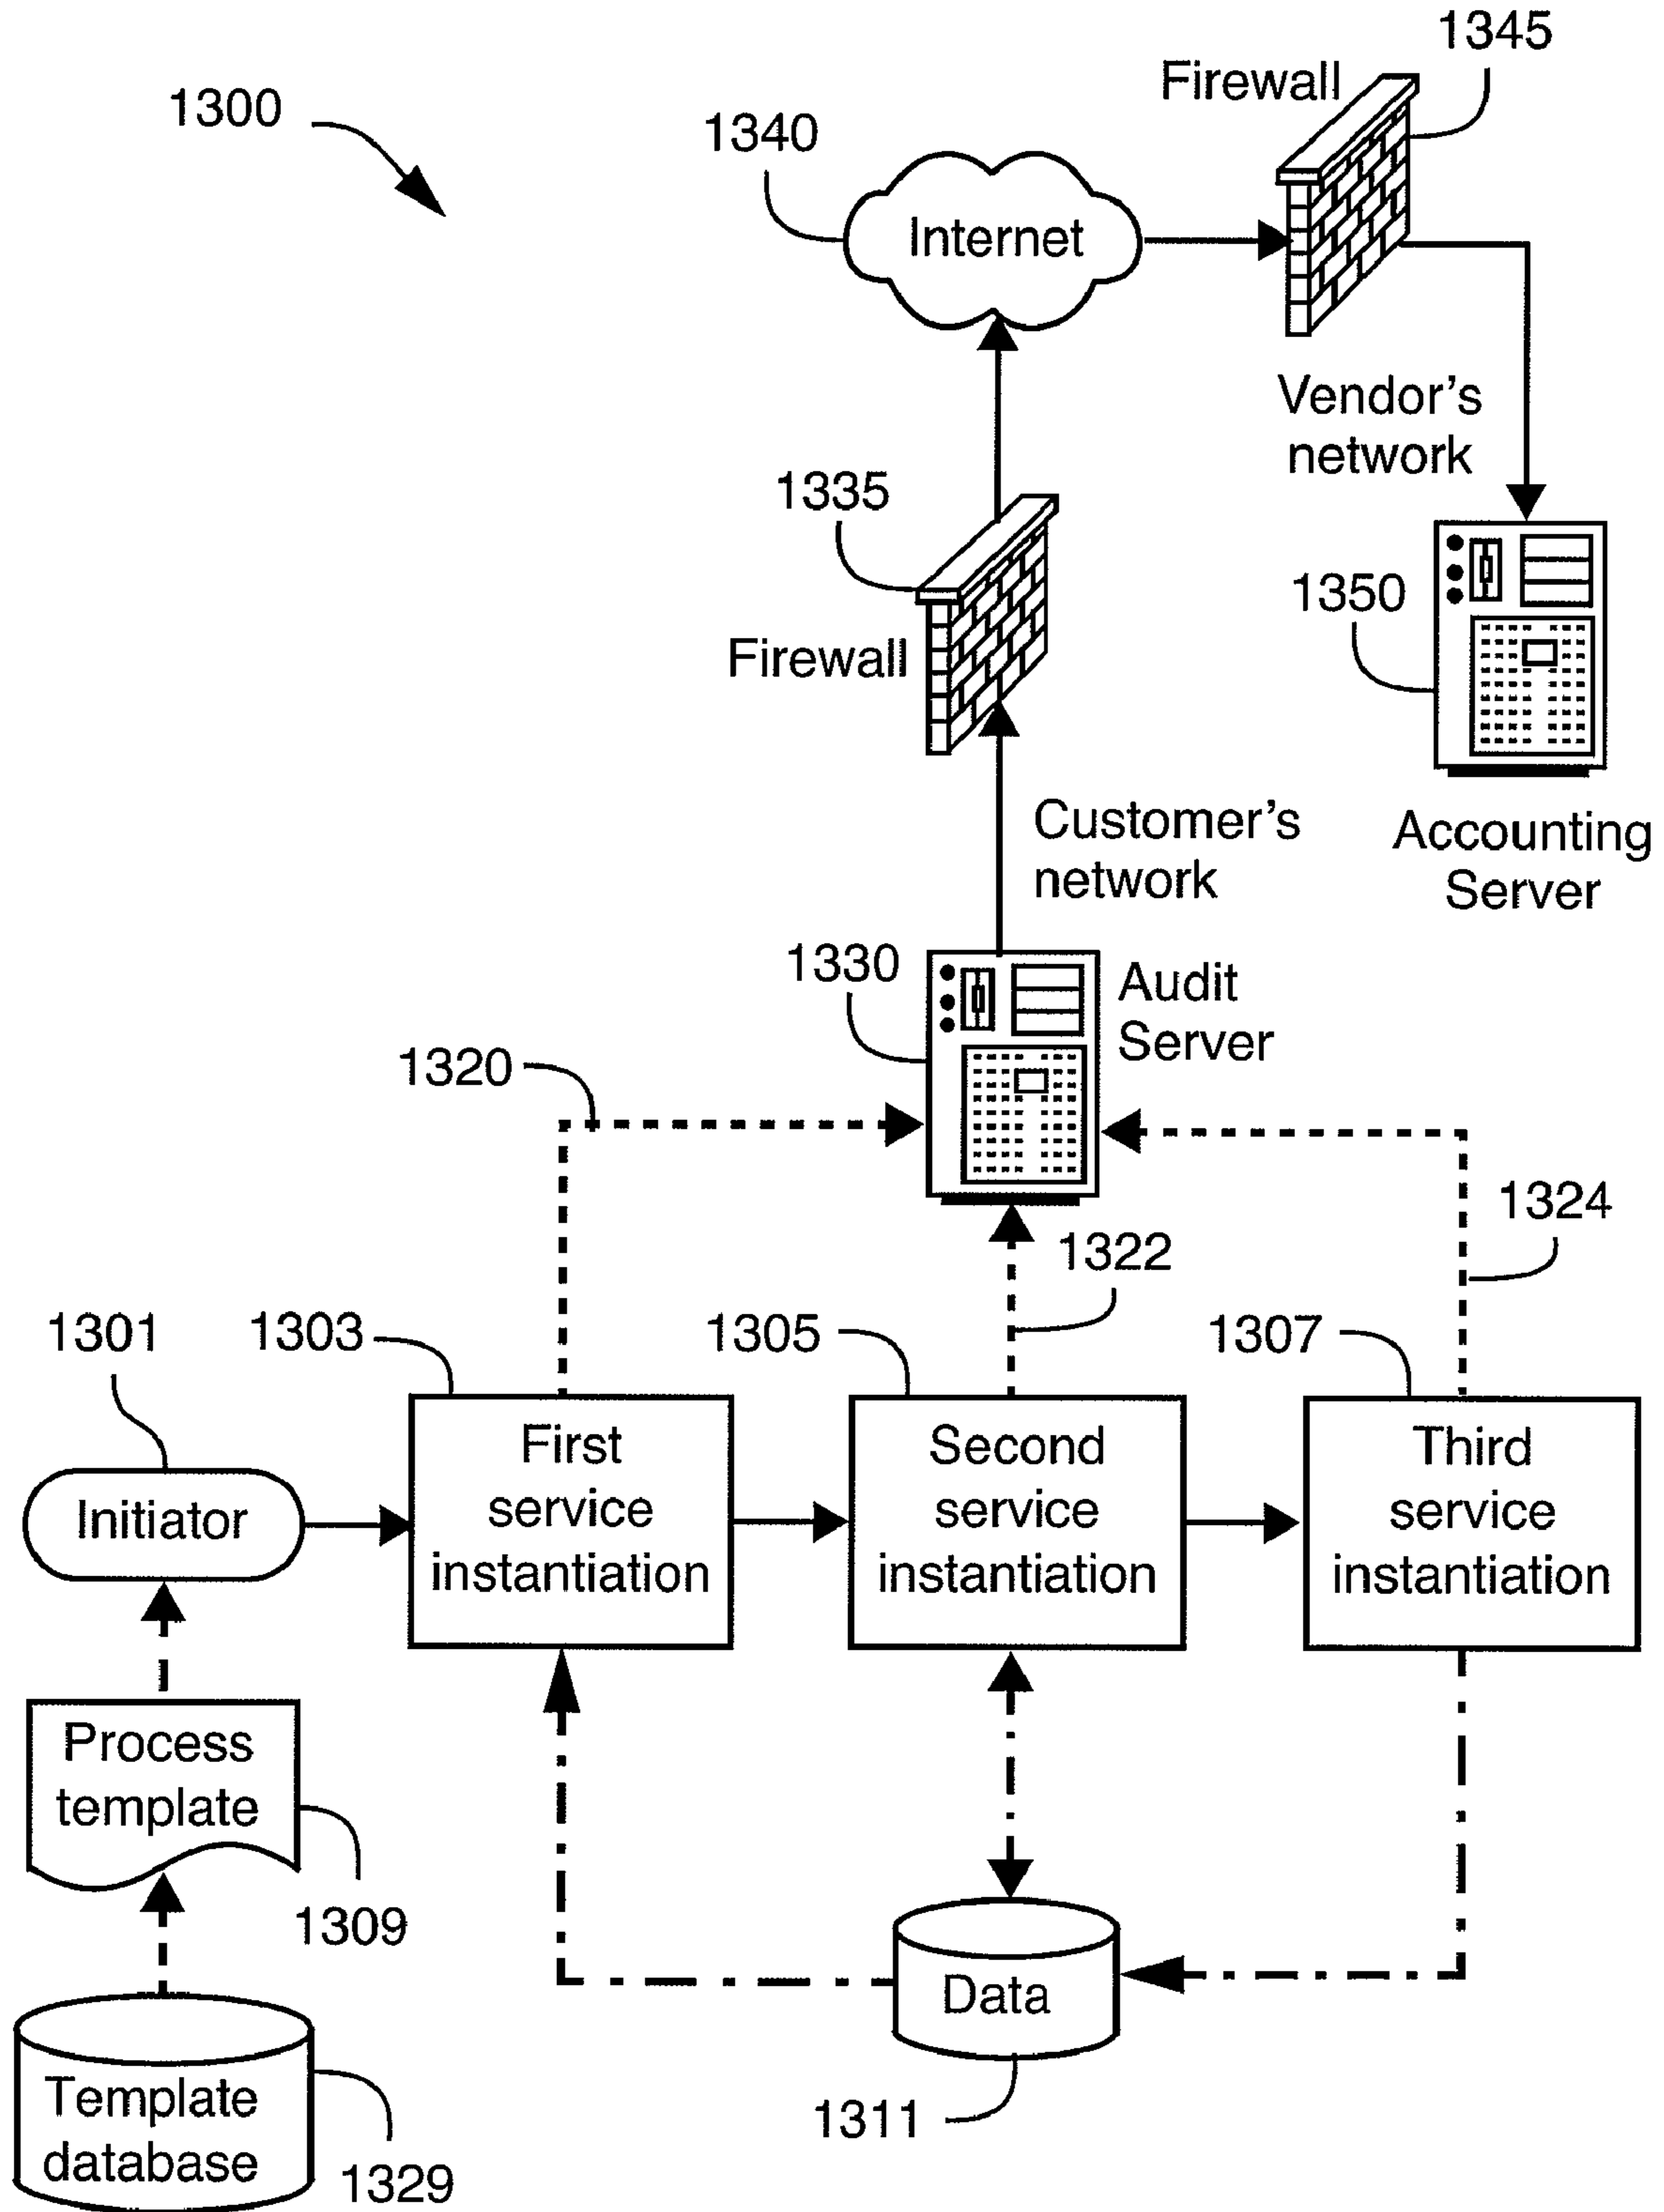 1345
Firewall
1300
1340
Internet
Vendor's
network
1335
1350
Firewall
Customer's
network
Accounting
Server
1330
Audit
Server
1320
1324
1322
1301
1303
1305
1307
First
service
instantiation
Second
service
instantiation
Third
service
instantiation
Initiator
Process
template
1309
Data
Template
database
1311
1329